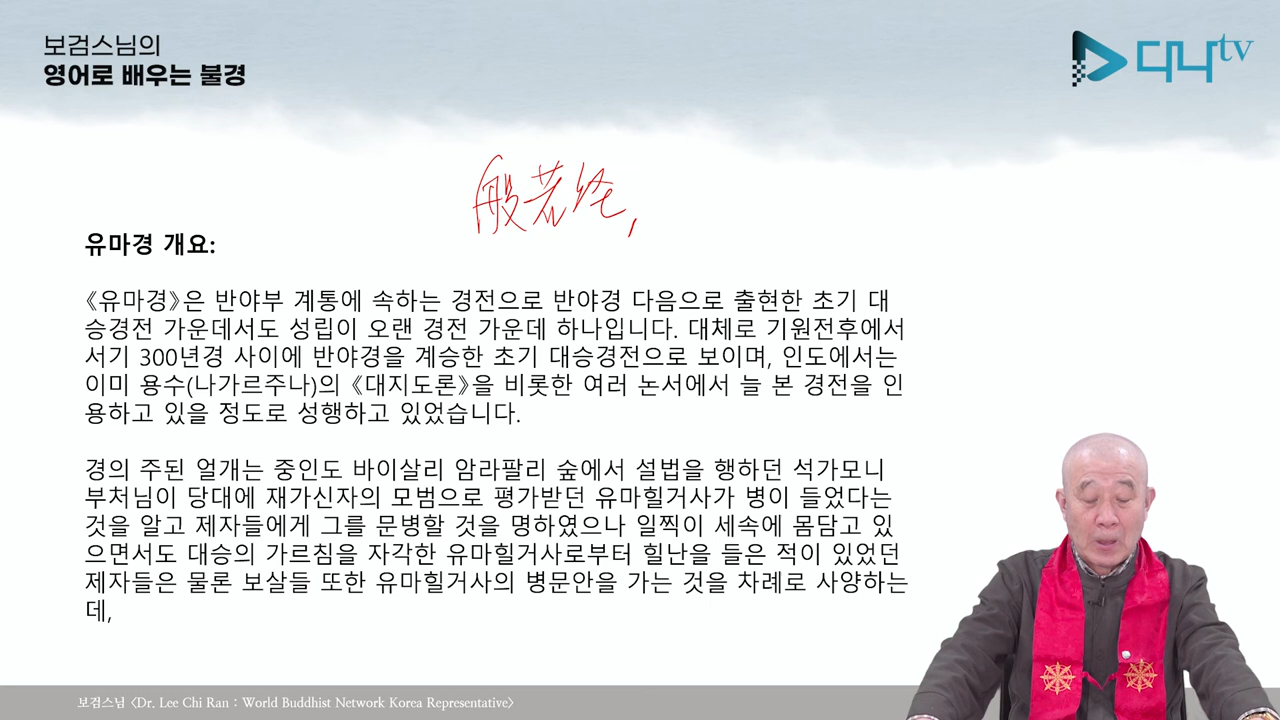 보검스님의
영어로 배우는 불경
디나tv
般若经,
유마경 개요:
《유마경》은 반야부 계통에 속하는 경전으로 반야경 다음으로 출현한 초기 대
승경전 가운데서도 성립이 오랜 경전 가운데 하나입니다. 대체로 기원전후에서
서기 300년경 사이에 반야경을 계승한 초기 대승경전으로 보이며, 인도에서는
이미 용수(나가르주나)의 《대지도론》을 비롯한 여러 논서에서 늘 본 경전을 인
용하고 있을 정도로 성행하고 있었습니다.
경의 주된 얼개는 중인도 바이살리 암라팔리 숲에서 설법을 행하던 석가모니
부처님이 당대에 재가신자의 모범으로 평가받던 유마힐거사가 병이 들었다는
것을 알고 제자들에게 그를 문병할 것을 명하였으나 일찍이 세속에 몸담고 있
으면서도 대승의 가르침을 자각한 유마힐거사로부터 힐난을 들은 적이 있었던
제자들은 물론 보살들 또한 유마힐거사의 병문안을 가는 것을 차례로 사양하는
데,
보검스님 〈Dr. Lee Chi Ran : World Buddhist Network Korea Representative〉